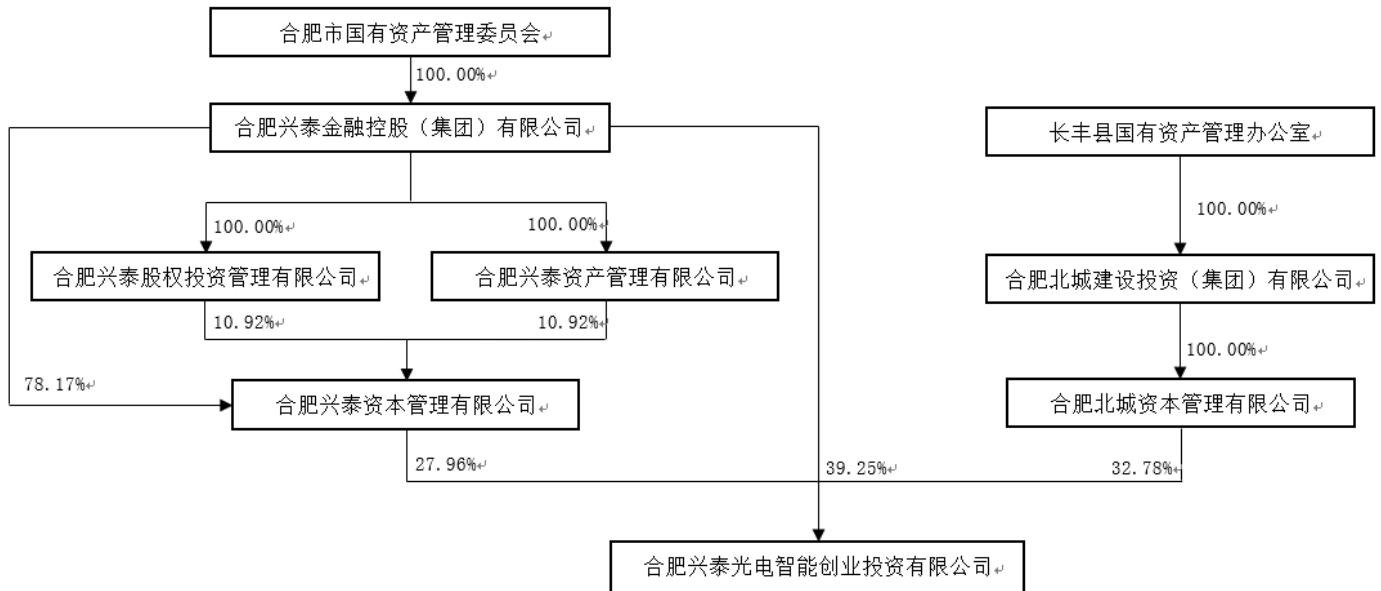 合肥市国有资产管理委员会
100.00%
合肥兴泰金融控股（集团）有限公司
长丰县国有资产管理办公室
100.00%
100.00%
100.00%
合肥兴泰股权投资管理有限公司
合肥兴泰资产管理有限公司
合肥北城建设投资（集团）有限公司
10.92%
10.92%
100.00%
78.17%
合肥兴泰资本管理有限公司
合肥北城资本管理有限公司
27.96%
39.25%
32.78%
合肥兴泰光电智能创业投资有限公司